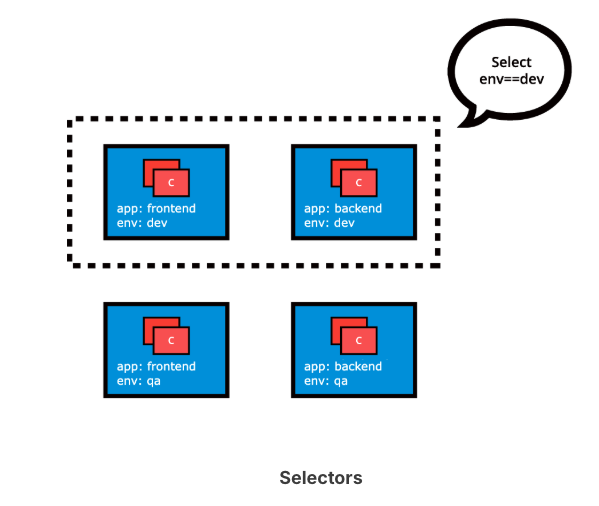 Select
env==dev
C
app: frontend
env: dev
C
app: backend
env: dev
C
app: frontend
env: qa
C
app: backend
env: qa
Selectors